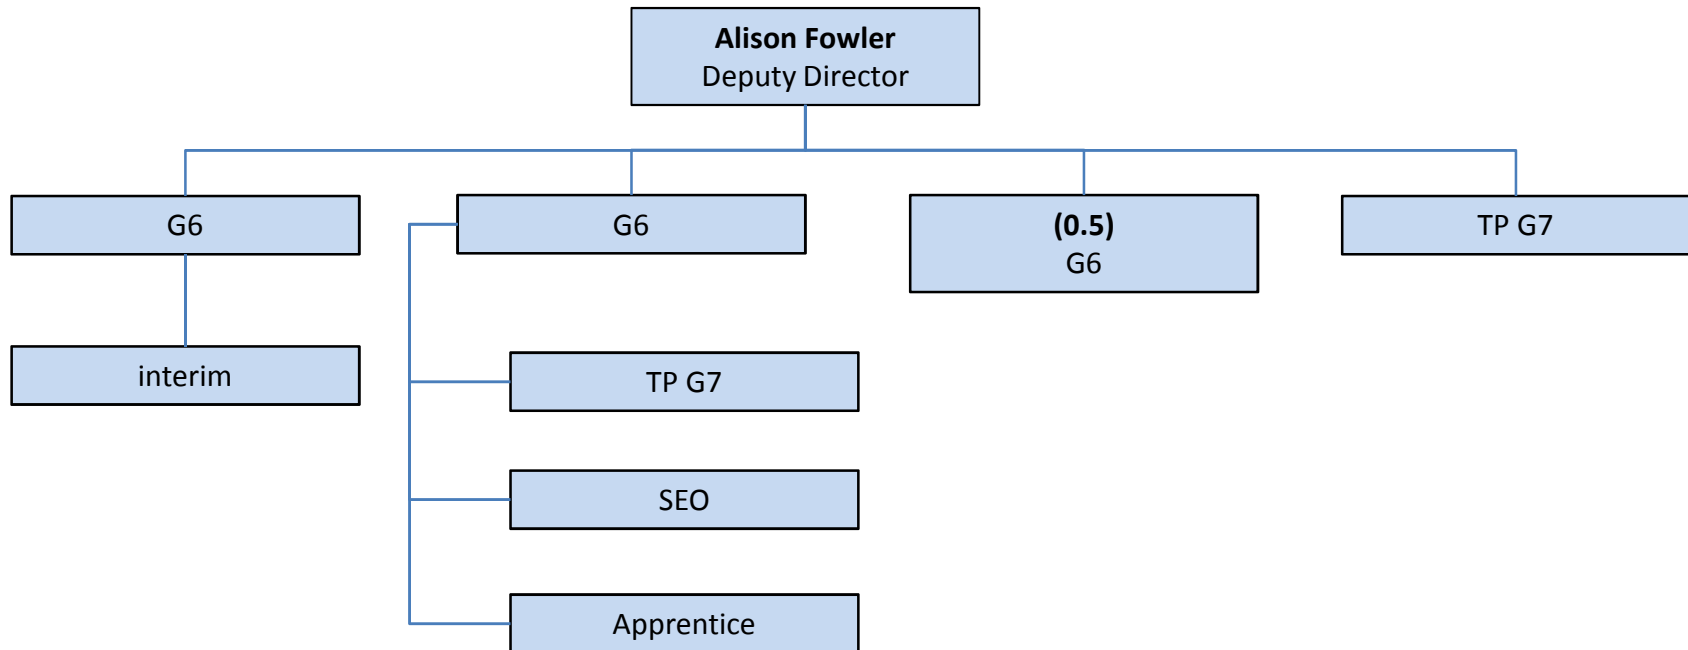 Alison Fowler
Deputy Director
G6
G6
(0.5)
G6
TP G7
interim
TP G7
SEO
Apprentice